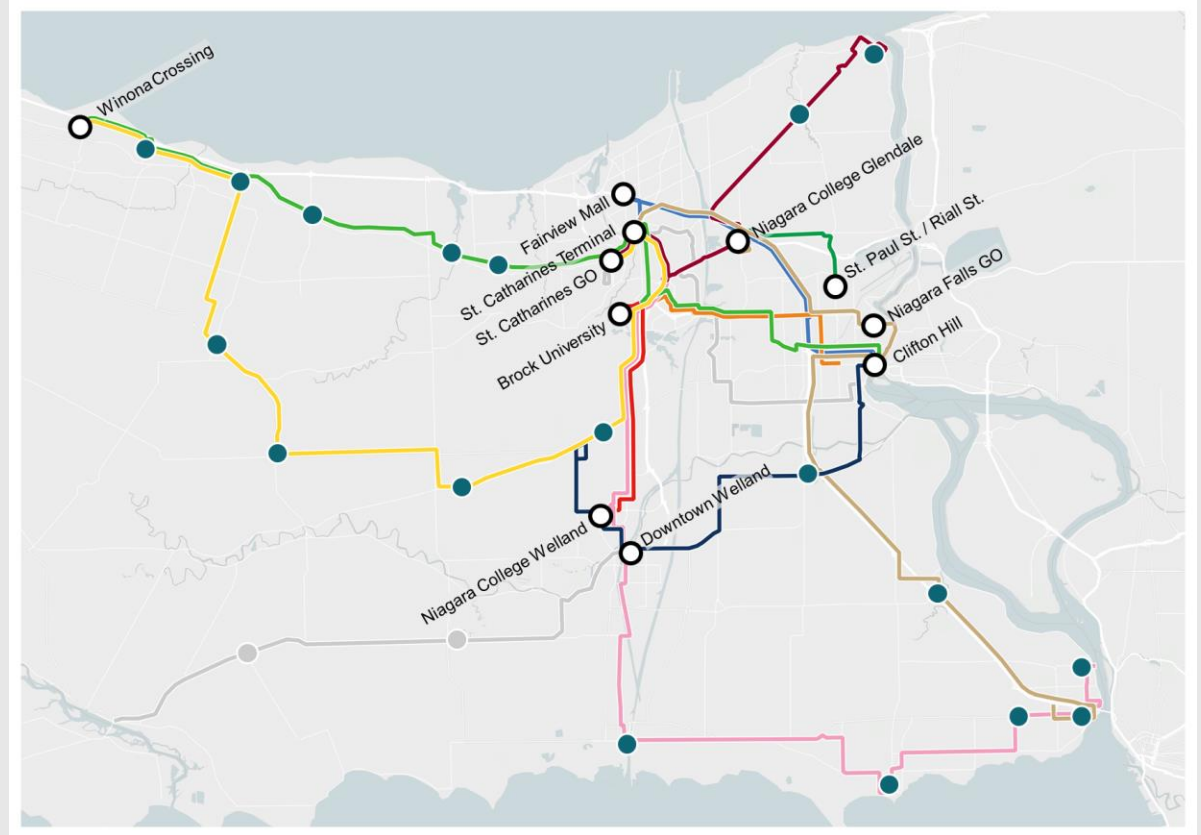 Winona Crossing
Fairview Mall
St. Catharines Terminal
St. Catharines GO
Brock University
Niagara College Glendale
St. Paul St. / Riall St.
Niagara Falls GO
Clifton Hill
Niagara College Welland
Downtown Welland